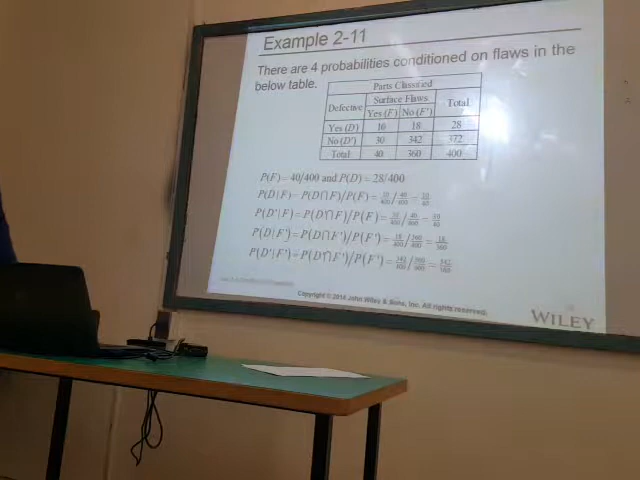 Example 2-11
There are 4 probabilities conditioned on flaws in the
below table.
Parts Classified
Defective Surface Flaws Total
Yes (F) No (F')
Yes (D) 10 18 28
No (D') 30 342 372
Total 40 360 400
P(F) = 40/400 and P(D) = 28/400
P(D | F) = P(D⋂F)/P(F) = 10/400 / 40/400 = 10/40
P(D' | F) = P(D'⋂F)/P(F) = 30/400 / 40/400 = 30/40
P(D | F') = P(D⋂F')/P(F') = 18/400 / 360/400 = 18/360
P(D' | F') = P(D'⋂F')/P(F') = 342/400 / 360/400 = 342/360
Copyright © 2014 John Wiley & Sons, Inc. All rights reserved.
WILEY